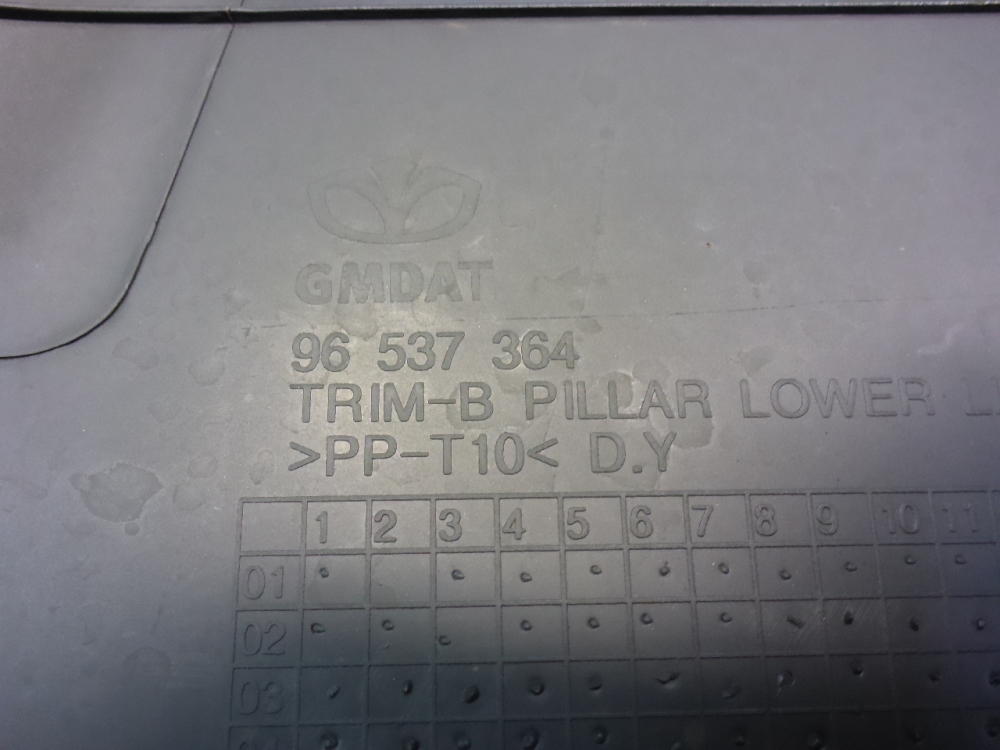 GMDAT
96 537 364
TRIM-B PILLAR LOWER
>PP-T10< D.Y
1 2 3 4 5 6 7 8 9 10 11
01
02
03